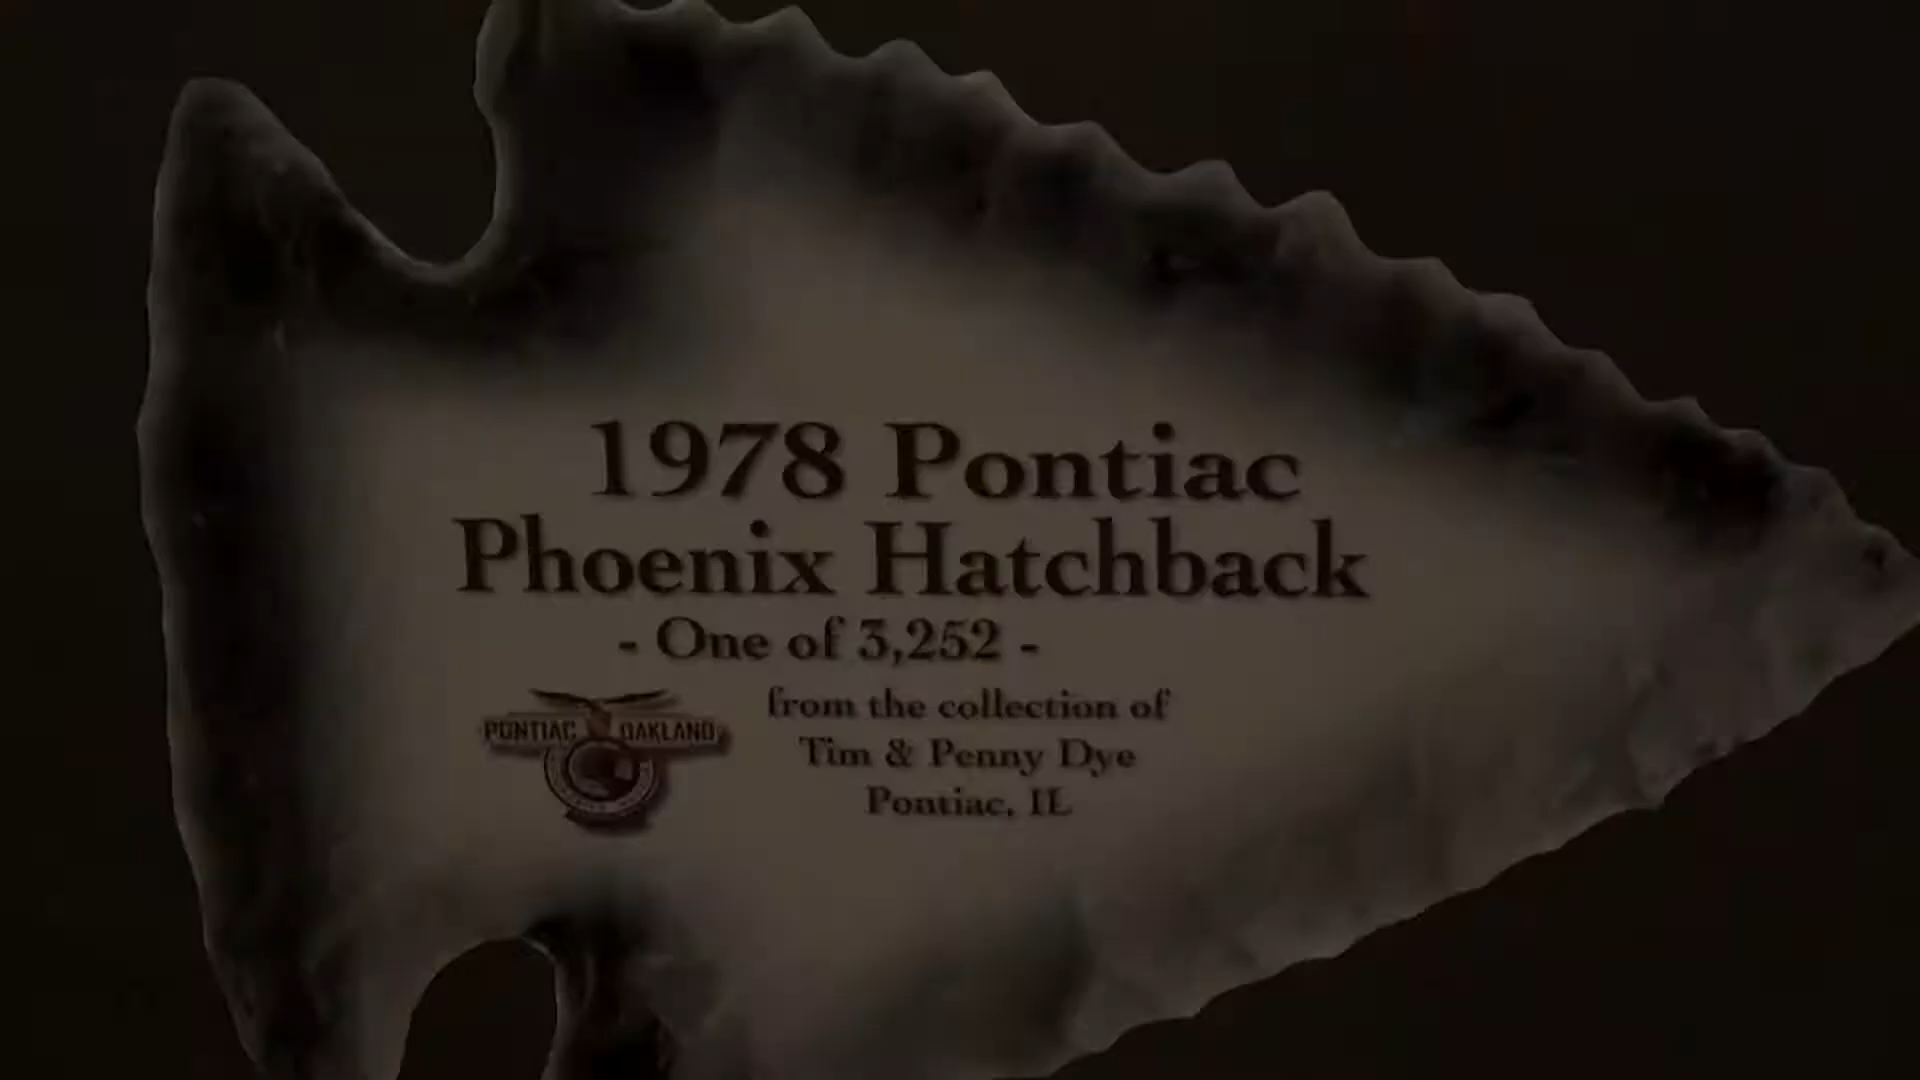 1978 Pontiac
Phoenix Hatchback
- One of 3,252 -
PONTIAC OAKLAND
from the collection of
Tim & Penny Dye
Pontiac, IL